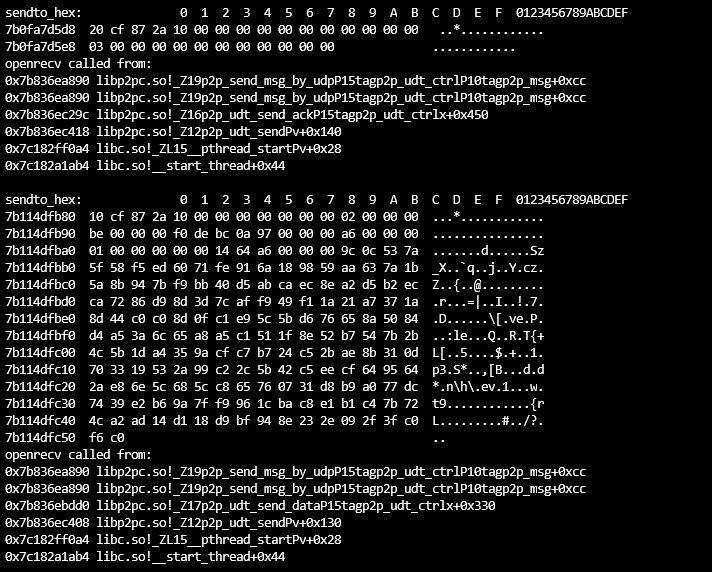 sendto_hex:             0  1  2  3  4  5  6  7  8  9  A  B  C  D  E  F  0123456789ABCDEF
7b0fa7d5d8  20 cf 87 2a 10 00 00 00 00 00 00 00 00 00 00 00   ..*............
7b0fa7d5e8  03 00 00 00 00 00 00 00 00 00 00 00              ............
openrecv called from:
0x7b836ea890 libp2pc.so!_Z19p2p_send_msg_by_udpP15tagp2p_udt_ctrlP10tagp2p_msg+0xcc
0x7b836ea890 libp2pc.so!_Z19p2p_send_msg_by_udpP15tagp2p_udt_ctrlP10tagp2p_msg+0xcc
0x7b836ec29c libp2pc.so!_Z16p2p_udt_send_ackP15tagp2p_udt_ctrlx+0x450
0x7b836ec418 libp2pc.so!_Z12p2p_udt_sendPv+0x140
0x7c182ff0a4 libc.so!_ZL15__pthread_startPv+0x28
0x7c182a1ab4 libc.so!__start_thread+0x44
sendto_hex:             0  1  2  3  4  5  6  7  8  9  A  B  C  D  E  F  0123456789ABCDEF
7b114dfb80  10 cf 87 2a 10 00 00 00 00 00 00 00 02 00 00 00  ...*............
7b114dfb90  be 00 00 00 f0 de bc 0a 97 00 00 00 a6 00 00 00  ................
7b114dfba0  01 00 00 00 00 00 14 64 a6 00 00 00 9c 0c 53 7a  .......d......Sz
7b114dfbb0  5f 58 f5 ed 60 71 fe 91 6a 18 98 59 aa 63 7a 1b  _X..`q..j..Y.cz.
7b114dfbc0  5a 8b 94 7b f9 bb 40 d5 ab ca ec 8e a2 d5 b2 ec  Z..{..@.........
7b114dfbd0  ca 72 86 d9 8d 3d 7c af f9 49 f1 1a 21 a7 37 1a  .r...=|..I..!.7.
7b114dfbe0  8d 44 c0 c0 8d 0f c1 e9 5c 5b d6 76 65 8a 50 84  .D......\[.ve.P.
7b114dfbf0  d4 a5 3a 6c 65 a8 a5 c1 51 1f 8e 52 b7 54 7b 2b  ..:le...Q..R.T{+
7b114dfc00  4c 5b 1d a4 35 9a cf c7 b7 24 c5 2b ae 8b 31 0d  L[..5....$.+..1.
7b114dfc10  70 33 19 53 2a 99 c2 2c 5b 42 c5 ee cf 64 95 64  p3.S*..,[B...d.d
7b114dfc20  2a e8 6e 5c 68 5c c8 65 76 07 31 d8 b9 a0 77 dc  *.n\h\.ev.1...w.
7b114dfc30  74 39 e2 b6 9a 7f f9 96 1c ba c8 e1 b1 c4 7b 72  t9............{r
7b114dfc40  4c a2 ad 14 d1 18 d9 bf 94 8e 23 2e 09 2f 3f c0  L.........#../?.
7b114dfc50  f6 c0                                            ..
openrecv called from:
0x7b836ea890 libp2pc.so!_Z19p2p_send_msg_by_udpP15tagp2p_udt_ctrlP10tagp2p_msg+0xcc
0x7b836ea890 libp2pc.so!_Z19p2p_send_msg_by_udpP15tagp2p_udt_ctrlP10tagp2p_msg+0xcc
0x7b836ebdd0 libp2pc.so!_Z17p2p_udt_send_dataP15tagp2p_udt_ctrlx+0x330
0x7b836ec408 libp2pc.so!_Z12p2p_udt_sendPv+0x130
0x7c182ff0a4 libc.so!_ZL15__pthread_startPv+0x28
0x7c182a1ab4 libc.so!__start_thread+0x44